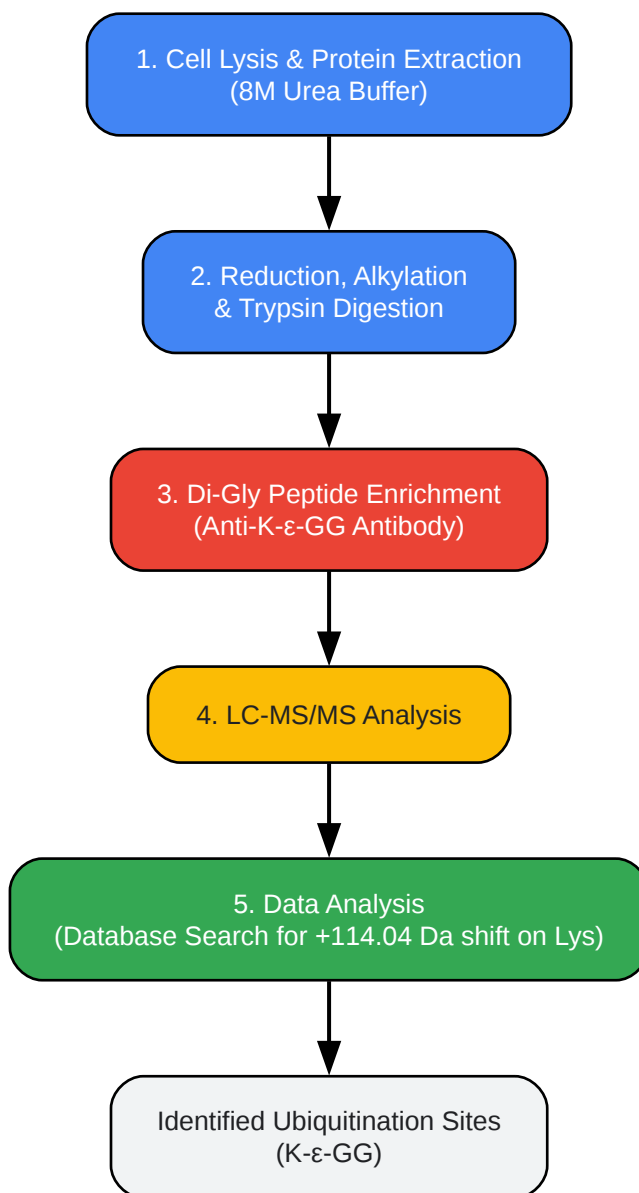 1. Cell Lysis & Protein Extraction
(8M Urea Buffer)
2. Reduction, Alkylation
& Trypsin Digestion
3. Di-Gly Peptide Enrichment
(Anti-K-ε-GG Antibody)
4. LC-MS/MS Analysis
5. Data Analysis
(Database Search for +114.04 Da shift on Lys)
Identified Ubiquitination Sites
(K-ε-GG)